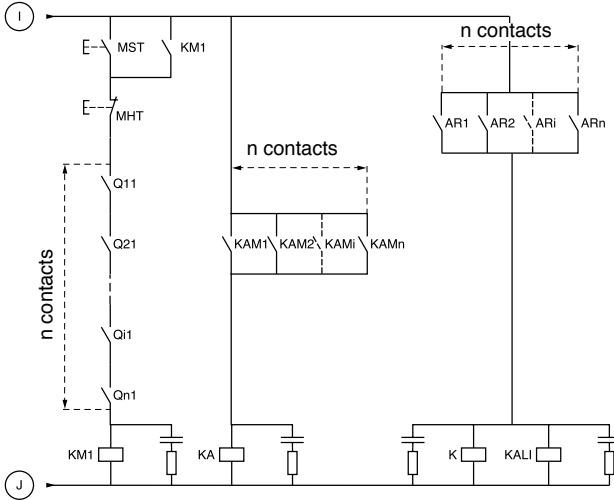 I
MST
KM1
n contacts
MHT
AR1
AR2
ARi
ARn
n contacts
Q11
n contacts
Q21
KAM1
KAM2
KAMi
KAMn
Qi1
Qn1
KM1
KA
K
KALI
J